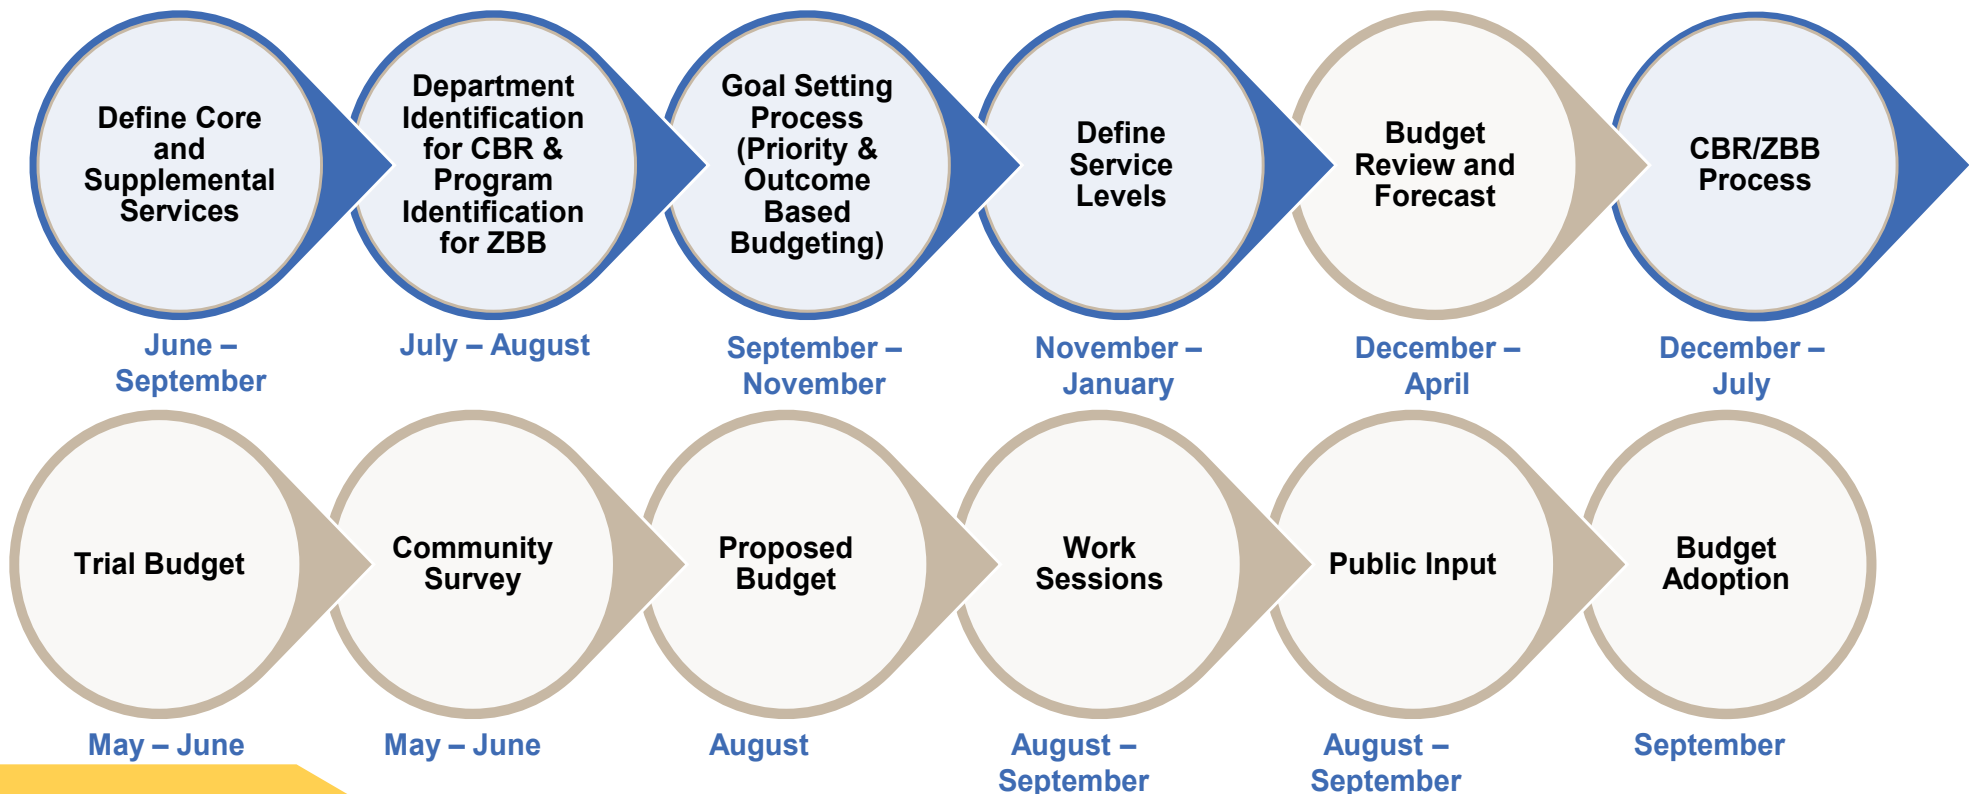 Define Core
and
Supplemental
Services
Department
Identification
for CBR &
Program
Identification
for ZBB
Goal Setting
Process
(Priority &
Outcome
Based
Budgeting)
Define
Service
Levels
Budget
Review and
Forecast
CBR/ZBB
Process
June –
September
July – August
September –
November
November –
January
December –
April
December –
July
Trial Budget
Community
Survey
Proposed
Budget
Work
Sessions
Public Input
Budget
Adoption
May – June
May – June
August
August –
September
August –
September
September